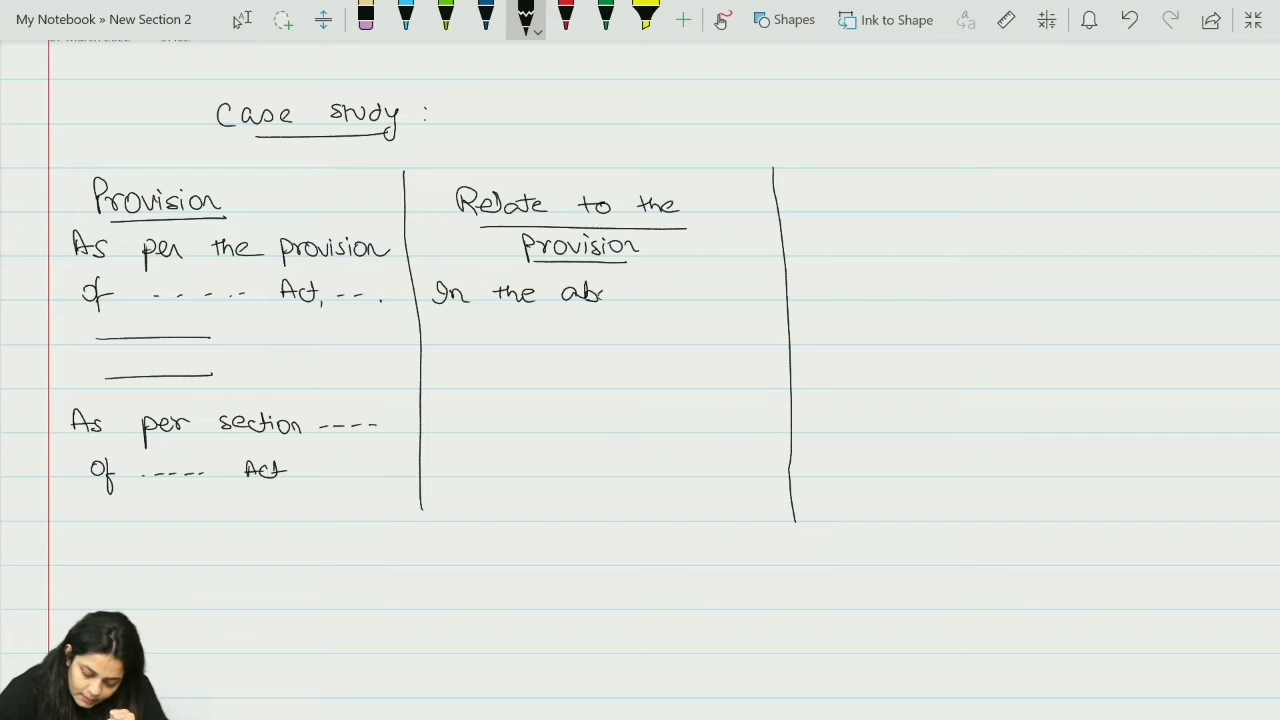 My Notebook » New Section 2
Shapes
Ink to Shape
Case study :
Provision
As per the provision
of ------ Act, --- .
As per section ----
Of ----- Act
Relate to the
provision
In the abo